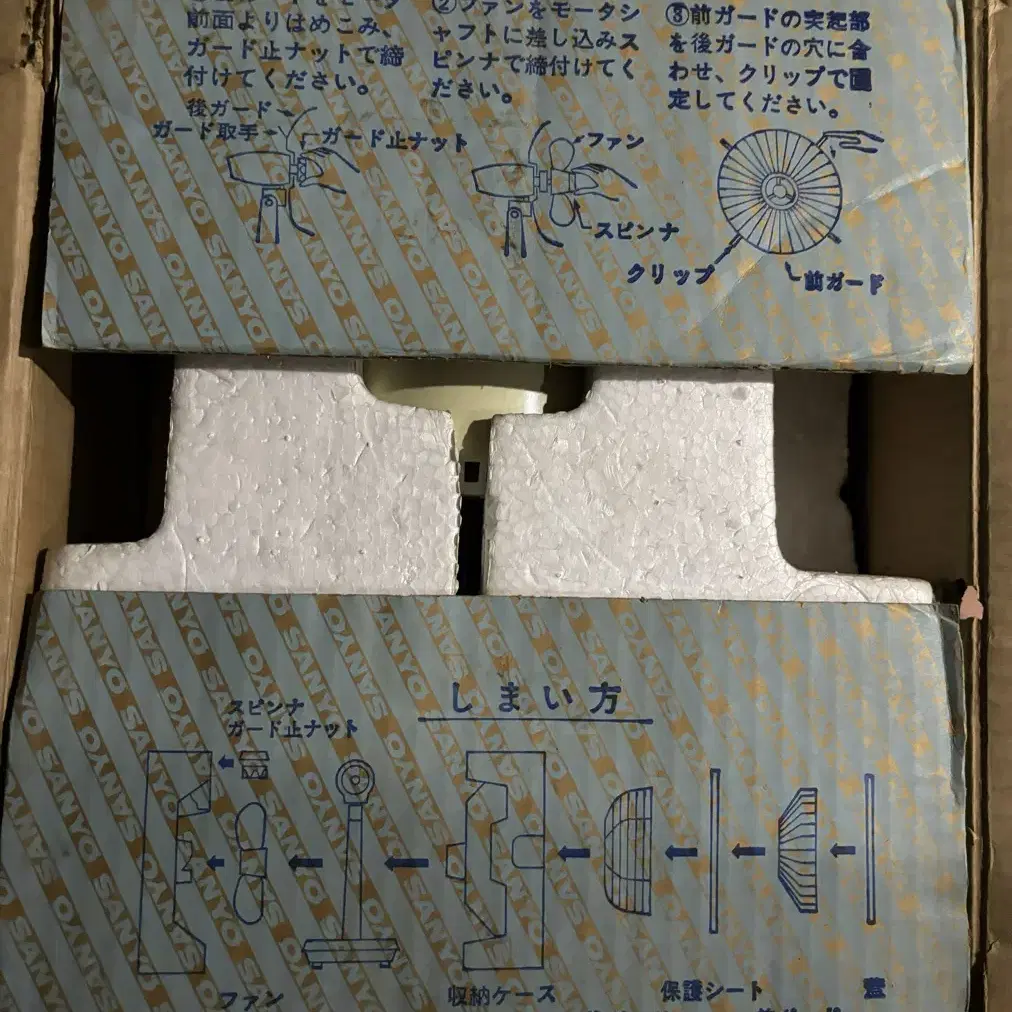 前面よりはめこみ、
ガード止ナットで締
付けてください。
②ファンをモータシ
ャフトに差し込みス
ピンナで締付けてく
ださい。
③前ガードの突起部
を後ガードの穴に合
わせ、クリップで固
定してください。
後ガード
ガード取手
ガード止ナット
ファン
スピンナ
クリップ
前ガード
SANYO SANYO SANYO
しまい方
スピンナ
ガード止ナット
ファン
収納ケース
保護シート
蓋